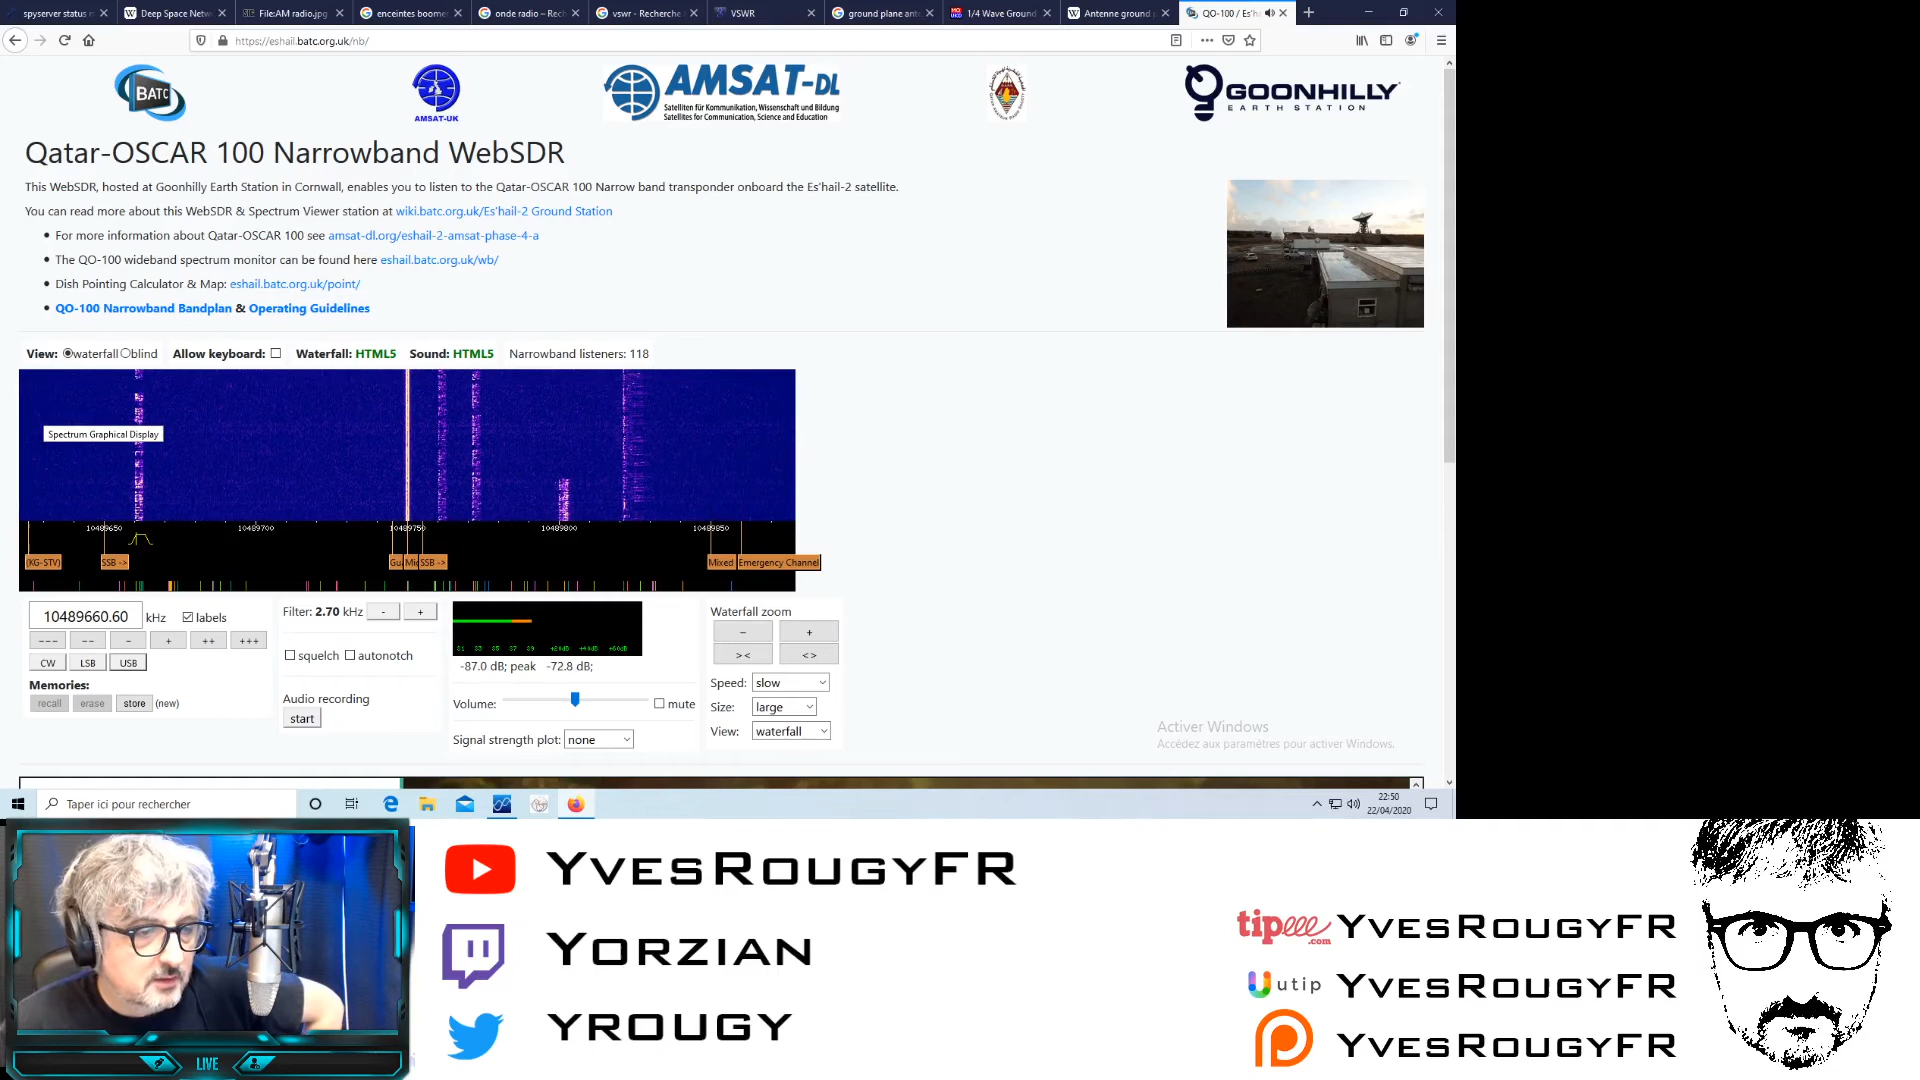 spyserver status
Deep Space Netw
File:AM radio.jpg
enceintes boomer
onde radio – Rech
vswr - Recherche
VSWR
ground plane ant
1/4 Wave Ground
Antenne ground p
QO-100 / Es'h
https://eshail.batc.org.uk/nb/
BATC
AMSAT-UK
AMSAT-DL
Satelliten für Kommunikation, Wissenschaft und Bildung
Satellites for Communication, Science and Education
GOONHILLY
EARTH STATION
Qatar-OSCAR 100 Narrowband WebSDR
This WebSDR, hosted at Goonhilly Earth Station in Cornwall, enables you to listen to the Qatar-OSCAR 100 Narrow band transponder onboard the Es'hail-2 satellite.
You can read more about this WebSDR & Spectrum Viewer station at wiki.batc.org.uk/Es'hail-2 Ground Station
• For more information about Qatar-OSCAR 100 see amsat-dl.org/eshail-2-amsat-phase-4-a
• The QO-100 wideband spectrum monitor can be found here eshail.batc.org.uk/wb/
• Dish Pointing Calculator & Map: eshail.batc.org.uk/point/
• QO-100 Narrowband Bandplan & Operating Guidelines
View: waterfall blind Allow keyboard: Waterfall: HTML5 Sound: HTML5 Narrowband listeners: 118
Spectrum Graphical Display
10489650 10489700 10489750 10489800 10489850
(KG-STV) SSB -> Gu Mi SSB -> Mixed Emergency Channel
10489660.60 kHz labels
--- -- - + ++ +++
CW LSB USB
Memories:
recall erase store (new)
Filter: 2.70 kHz - +
squelch autonotch
Audio recording
start
S1 S3 S5 S7 S9 +20dB +40dB +60dB
-87.0 dB; peak -72.8 dB;
Volume: mute
Signal strength plot: none
Waterfall zoom
− +
> < < >
Speed: slow
Size: large
View: waterfall
Activer Windows
Accédez aux paramètres pour activer Windows.
Taper ici pour rechercher
22:50
22/04/2020
LIVE
YvesRougyFR
Yorzian
YROUGY
tipeee.com YvesRougyFR
utip YvesRougyFR
YvesRougyFR